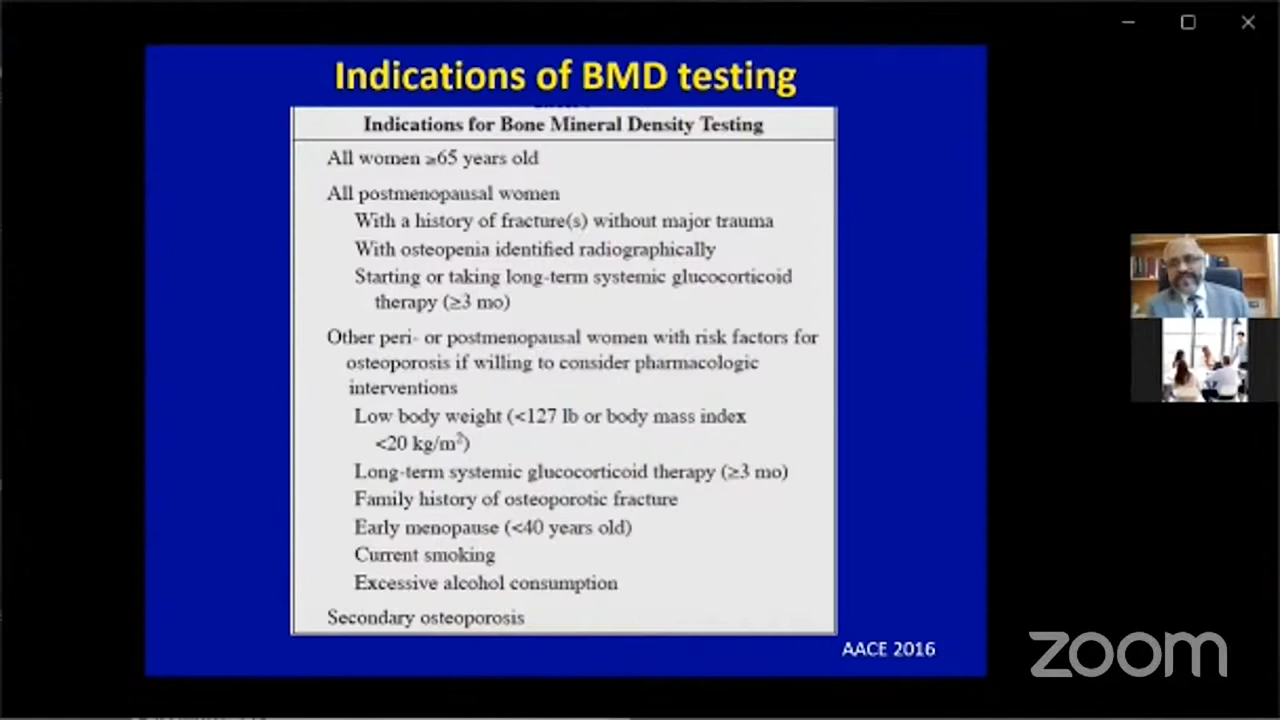 Indications of BMD testing
Indications for Bone Mineral Density Testing
All women ≥65 years old
All postmenopausal women
With a history of fracture(s) without major trauma
With osteopenia identified radiographically
Starting or taking long-term systemic glucocorticoid
therapy (≥3 mo)
Other peri- or postmenopausal women with risk factors for
osteoporosis if willing to consider pharmacologic
interventions
Low body weight (<127 lb or body mass index
<20 kg/m²)
Long-term systemic glucocorticoid therapy (≥3 mo)
Family history of osteoporotic fracture
Early menopause (<40 years old)
Current smoking
Excessive alcohol consumption
Secondary osteoporosis
AACE 2016
zoom